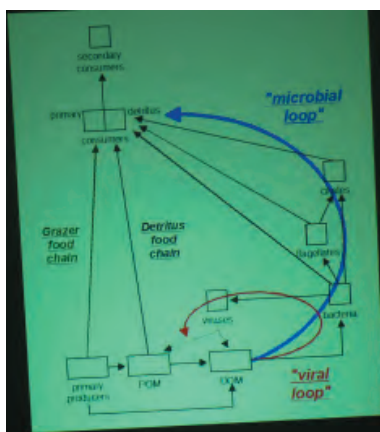 secondary
consumers
primary
detritus
consumers
"microbial
loop"
ciliates
Grazer
food
chain
Detritus
food
chain
flagellates
viruses
bacteria
primary
producers
POM
DOM
"viral
loop"